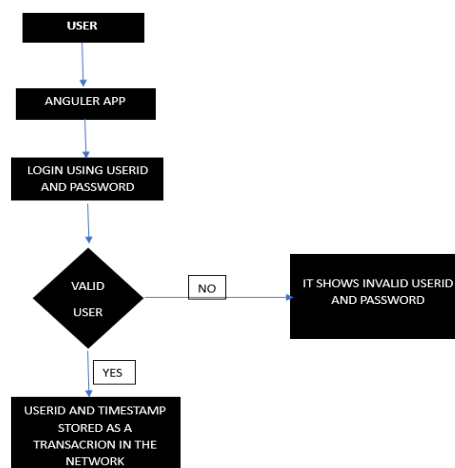 USER
ANGULER APP
LOGIN USING USERID
AND PASSWORD
VALID
USER
NO
IT SHOWS INVALID USERID
AND PASSWORD
YES
USERID AND TIMESTAMP
STORED AS A
TRANSACRION IN THE
NETWORK